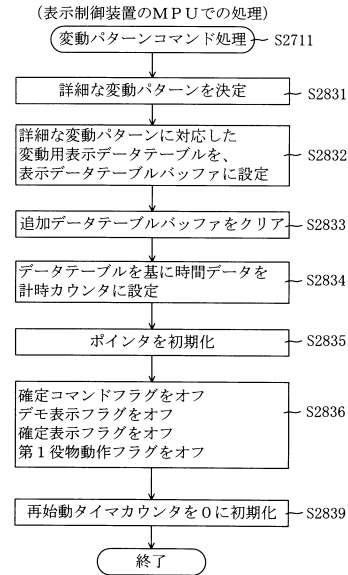 （表示制御装置のＭＰＵでの処理）
変動パターンコマンド処理 S2711
詳細な変動パターンを決定 S2831
詳細な変動パターンに対応した
変動用表示データテーブルを、
表示データテーブルバッファに設定 S2832
追加データテーブルバッファをクリア S2833
データテーブルを基に時間データを
計時カウンタに設定 S2834
ポインタを初期化 S2835
確定コマンドフラグをオフ
デモ表示フラグをオフ
確定表示フラグをオフ
第１役物動作フラグをオフ S2836
再始動タイマカウンタを０に初期化 S2839
終了